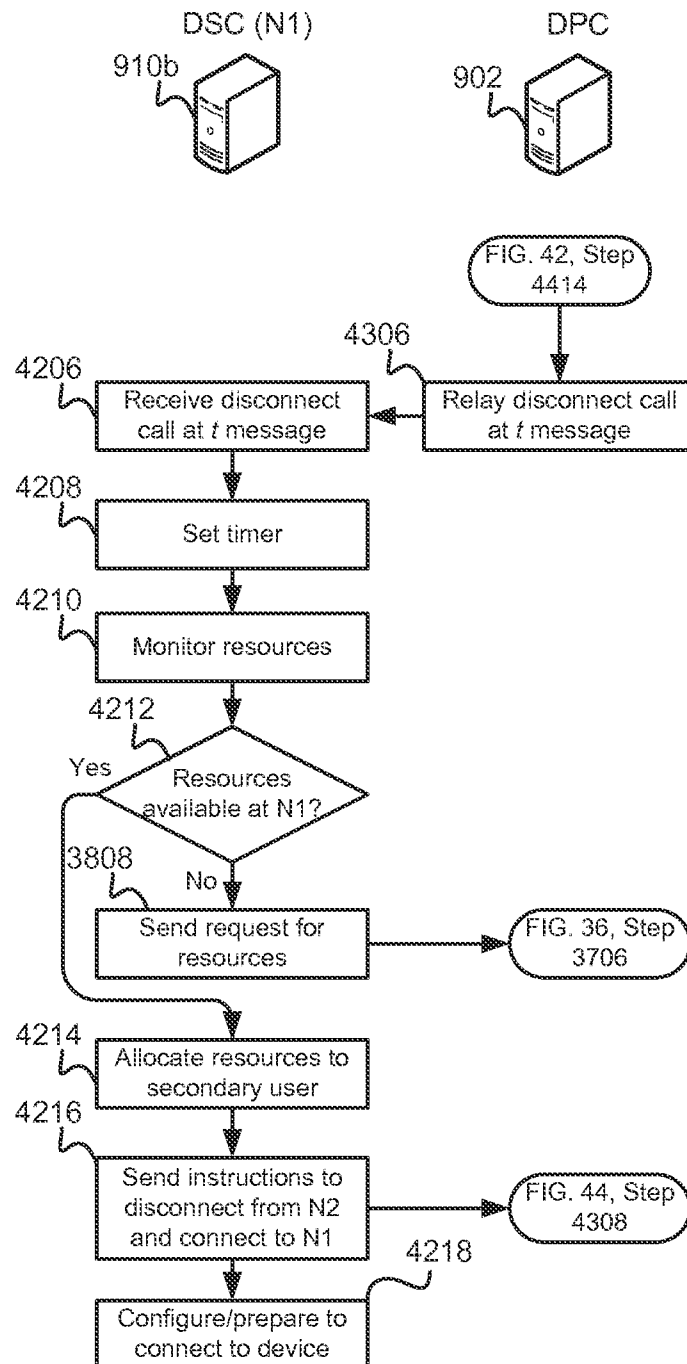 DSC (N1)
DPC
910b
902
FIG. 42, Step
4414
4306
4206
Receive disconnect
call at t message
Relay disconnect call
at t message
4208
Set timer
4210
Monitor resources
4212
Yes
Resources
available at N1?
3808
No
Send request for
resources
FIG. 36, Step
3706
4214
Allocate resources to
secondary user
4216
Send instructions to
disconnect from N2
and connect to N1
FIG. 44, Step
4308
4218
Configure/prepare to
connect to device